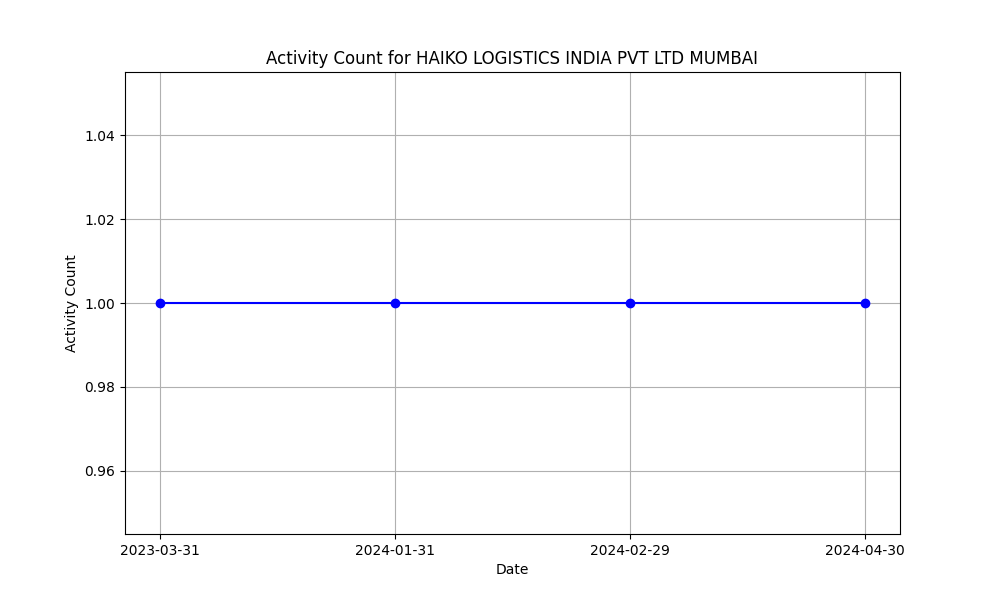 Activity Count for HAIKO LOGISTICS INDIA PVT LTD MUMBAI
1.04
1.02
1.00
0.98
0.96
Activity Count
2023-03-31 2024-01-31 2024-02-29 2024-04-30
Date